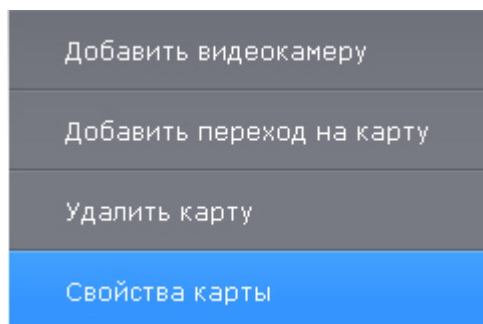 Добавить видеокамеру
Добавить переход на карту
Удалить карту
Свойства карты